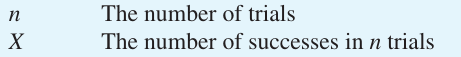 n The number of trials
X The number of successes in n trials